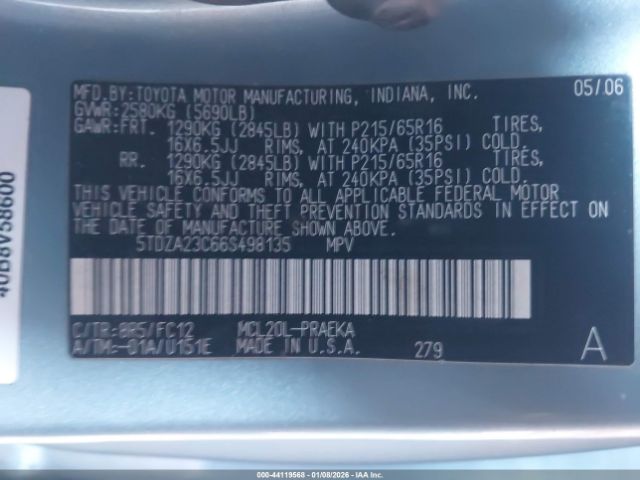 MFD.BY:TOYOTA MOTOR MANUFACTURING, INDIANA, INC. 05/06
GVWR:2580KG (5690LB)
GAWR:FRT. 1290KG (2845LB) WITH P215/65R16 TIRES,
16X6.5JJ RIMS, AT 240KPA (35PSI) COLD.
RR. 1290KG (2845LB) WITH P215/65R16 TIRES,
16X6.5JJ RIMS, AT 240KPA (35PSI) COLD.
THIS VEHICLE CONFORMS TO ALL APPLICABLE FEDERAL MOTOR
VEHICLE SAFETY AND THEFT PREVENTION STANDARDS IN EFFECT ON
THE DATE OF MANUFACTURE SHOWN ABOVE.
5TDZA23C66S498135 MPV
C/TR:8R5/FC12 MCL20L-PRAEKA
A/TM:-01A/U151E MADE IN U.S.A. 279 A
40B8V58600
000-44119568 - 01/08/2026 - IAA Inc.